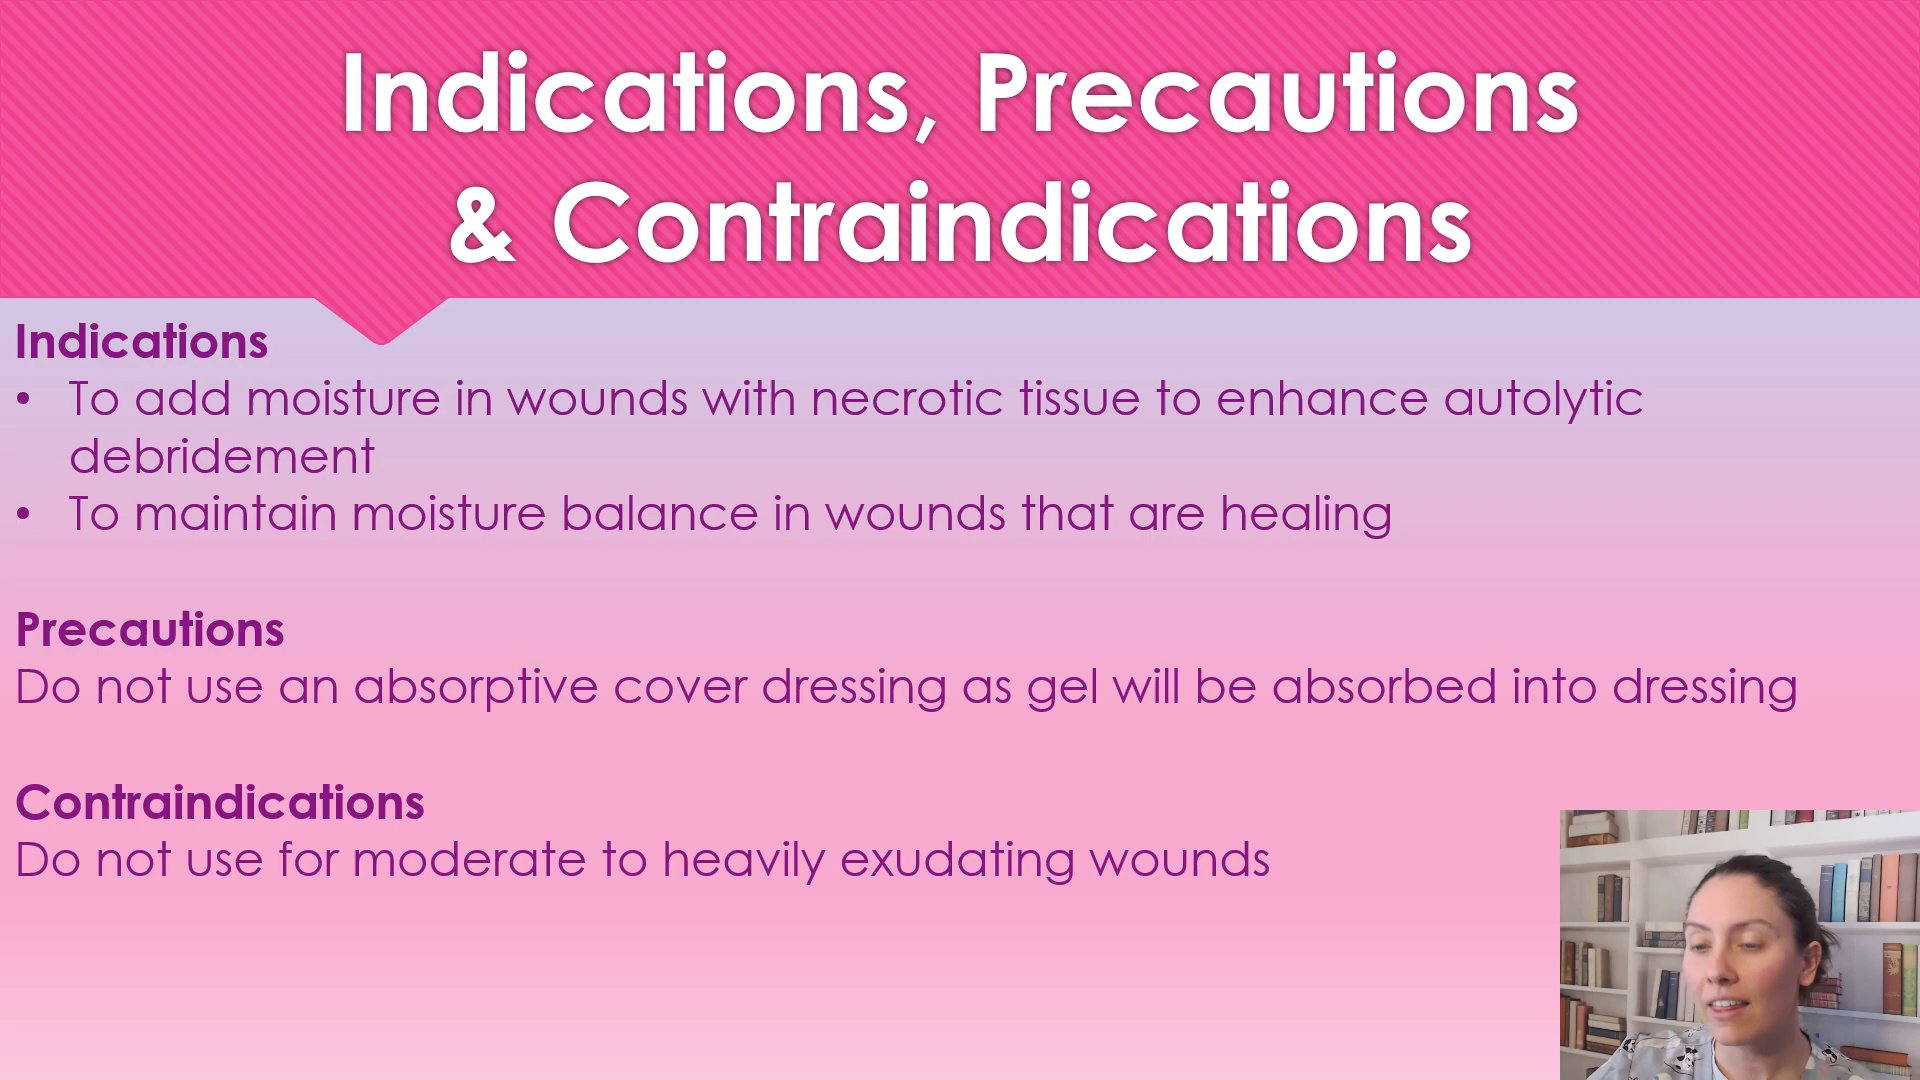 Indications, Precautions
& Contraindications
Indications
• To add moisture in wounds with necrotic tissue to enhance autolytic
debridement
• To maintain moisture balance in wounds that are healing
Precautions
Do not use an absorptive cover dressing as gel will be absorbed into dressing
Contraindications
Do not use for moderate to heavily exudating wounds